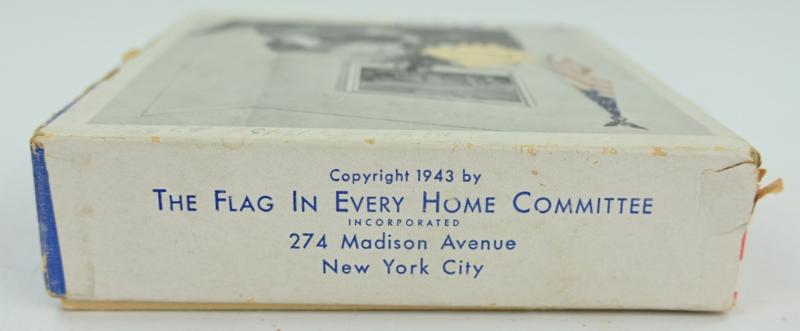 Copyright 1943 by
THE FLAG IN EVERY HOME COMMITTEE
INCORPORATED
274 Madison Avenue
New York City